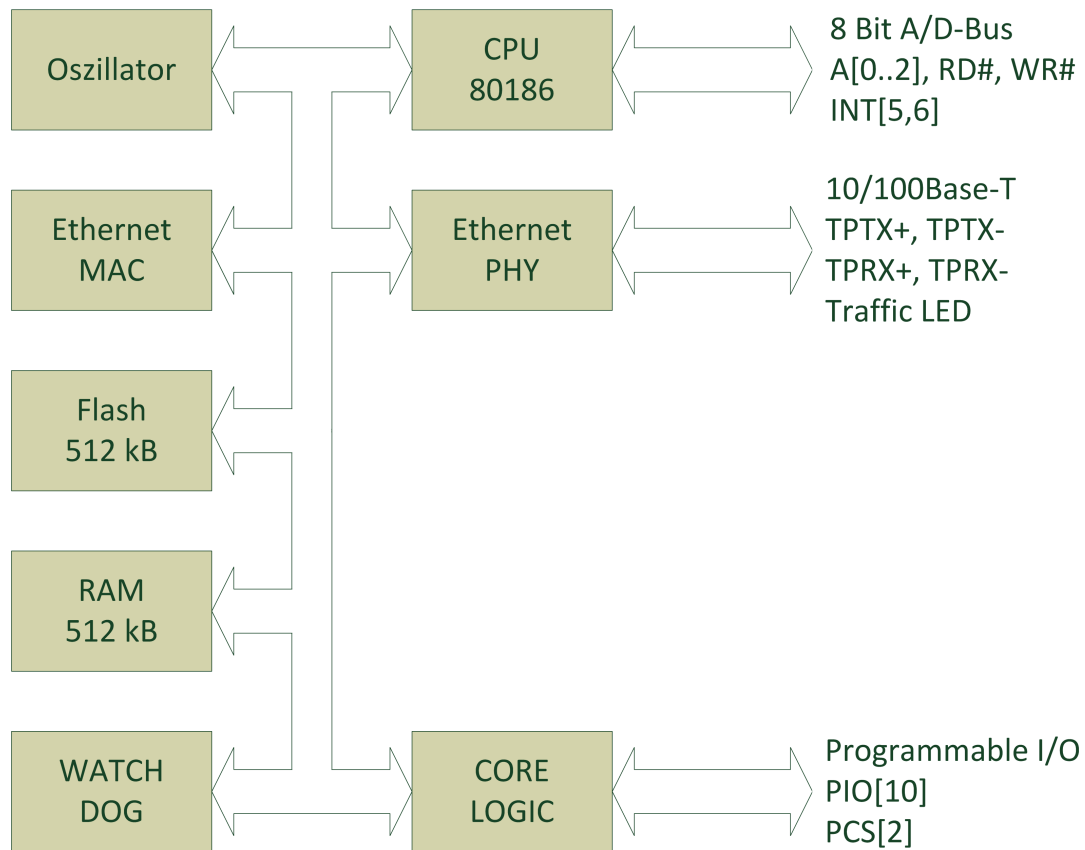 Oszillator
CPU
80186
8 Bit A/D-Bus
A[0..2], RD#, WR#
INT[5,6]
Ethernet
MAC
Ethernet
PHY
10/100Base-T
TPTX+, TPTX-
TPRX+, TPRX-
Traffic LED
Flash
512 kB
RAM
512 kB
WATCH
DOG
CORE
LOGIC
Programmable I/O
PIO[10]
PCS[2]